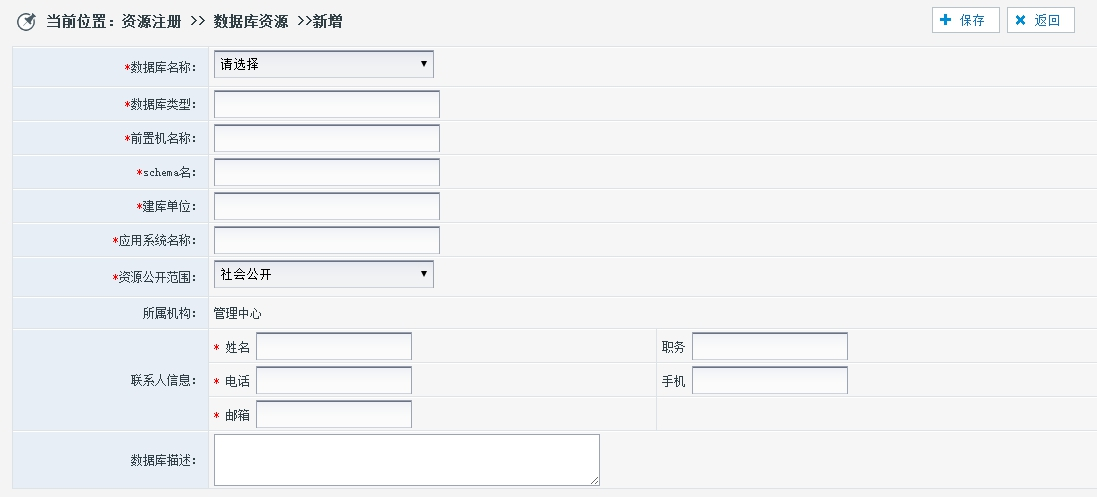 当前位置：资源注册 >> 数据库资源 >>新增
保存 返回
*数据库名称： 请选择
*数据库类型：
*前置机名称：
*schema名：
*建库单位：
*应用系统名称：
*资源公开范围： 社会公开
所属机构： 管理中心
* 姓名 职务
联系人信息： * 电话 手机
* 邮箱
数据库描述：